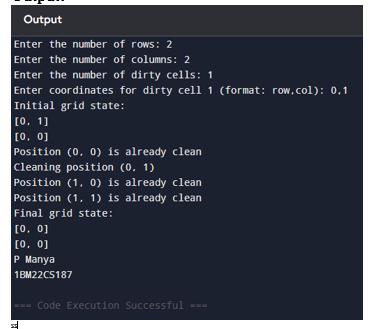 Output
Enter the number of rows: 2
Enter the number of columns: 2
Enter the number of dirty cells: 1
Enter coordinates for dirty cell 1 (format: row,col): 0,1
Initial grid state:
[0, 1]
[0, 0]
Position (0, 0) is already clean
Cleaning position (0, 1)
Position (1, 0) is already clean
Position (1, 1) is already clean
Final grid state:
[0, 0]
[0, 0]
P Manya
1BM22CS187
=== Code Execution Successful ===